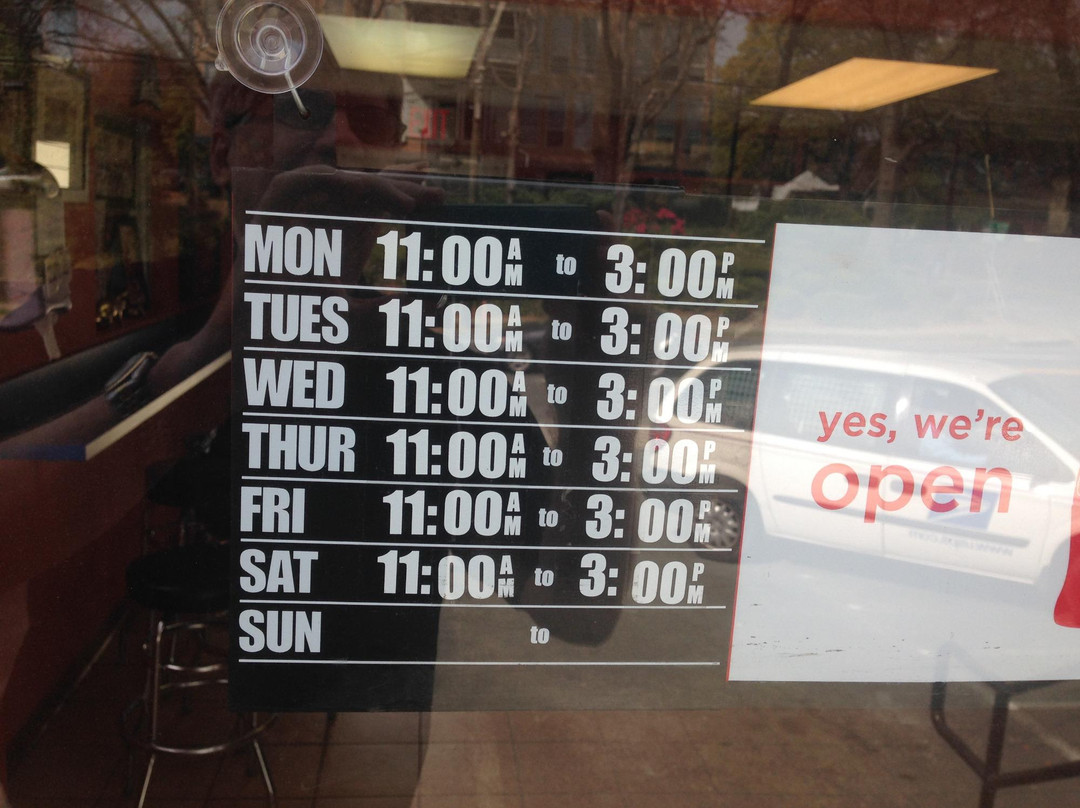 MON 11:00 AM to 3:00 PM
TUES 11:00 AM to 3:00 PM
WED 11:00 AM to 3:00 PM
THUR 11:00 AM to 3:00 PM
FRI 11:00 AM to 3:00 PM
SAT 11:00 AM to 3:00 PM
SUN to
yes, we're
open